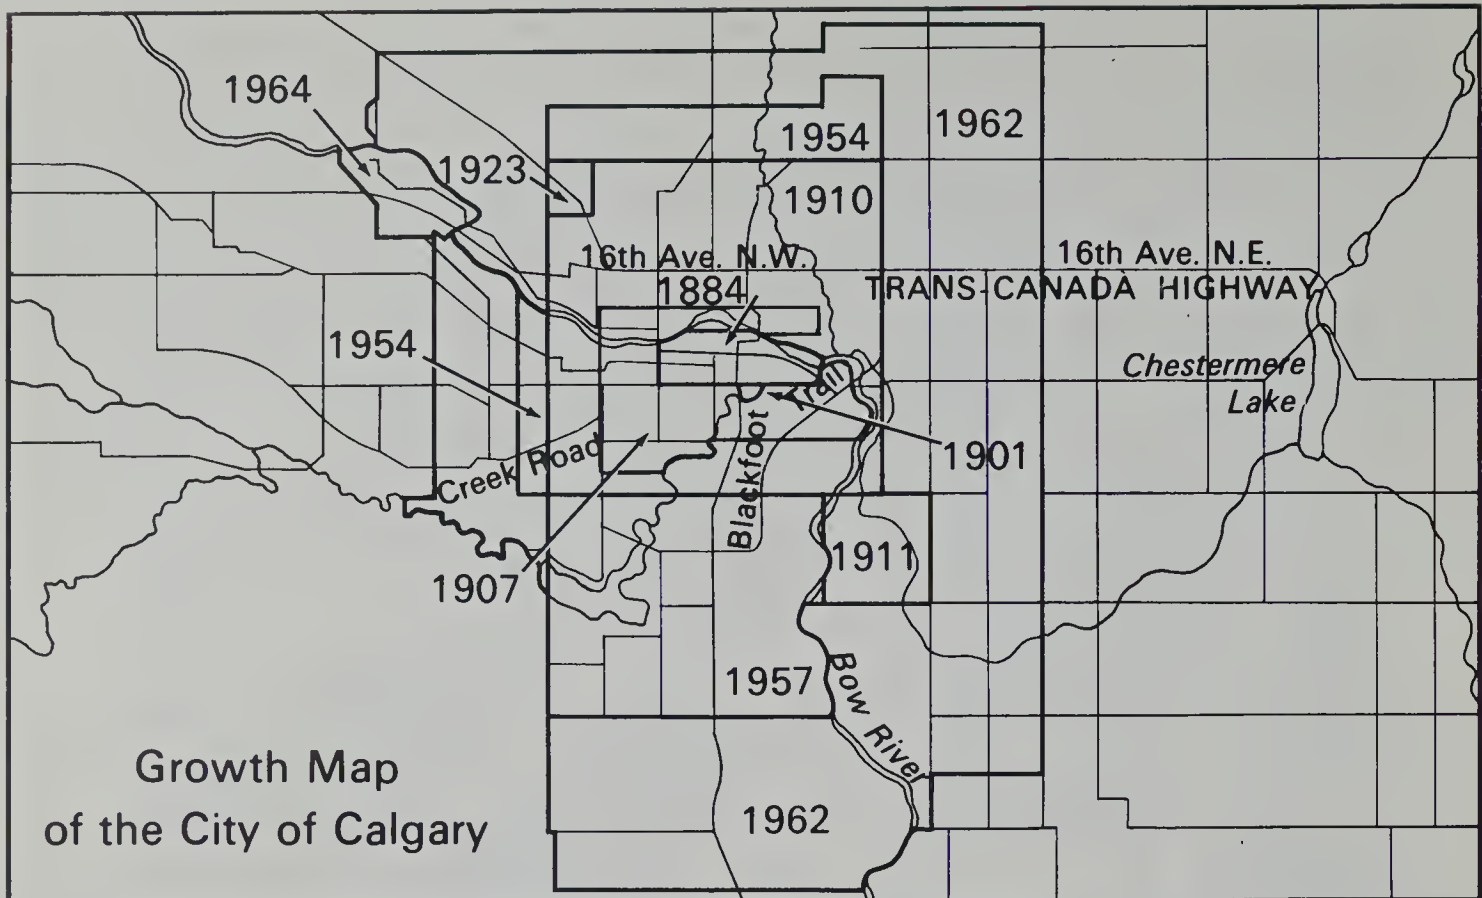 1964
1954
1962
1923
1910
16th Ave. N.W.
16th Ave. N.E.
1884
TRANS-CANADA HIGHWAY
1954
Chestermere
Lake
Trail
1901
Creek Road
Blackfoot
1911
1907
1957
Bow River
Growth Map
of the City of Calgary
1962